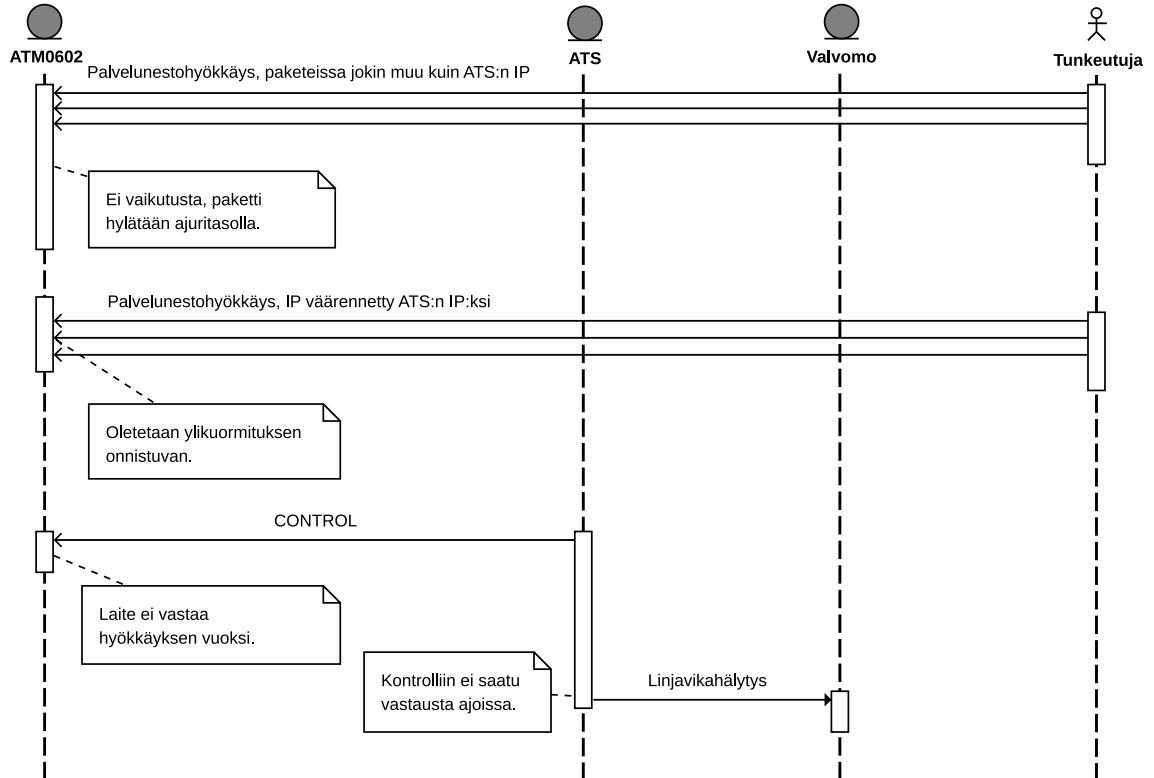 ATM0602
ATS
Valvomo
Tunkeutuja
Palvelunestohyökkäys, paketeissa jokin muu kuin ATS:n IP
Ei vaikutusta, paketti
hylätään ajuritasolla.
Palvelunestohyökkäys, IP väärennetty ATS:n IP:ksi
Oletetaan ylikuormituksen
onnistuvan.
CONTROL
Laite ei vastaa
hyökkäyksen vuoksi.
Kontrolliin ei saatu
vastausta ajoissa.
Linjavikahälytys